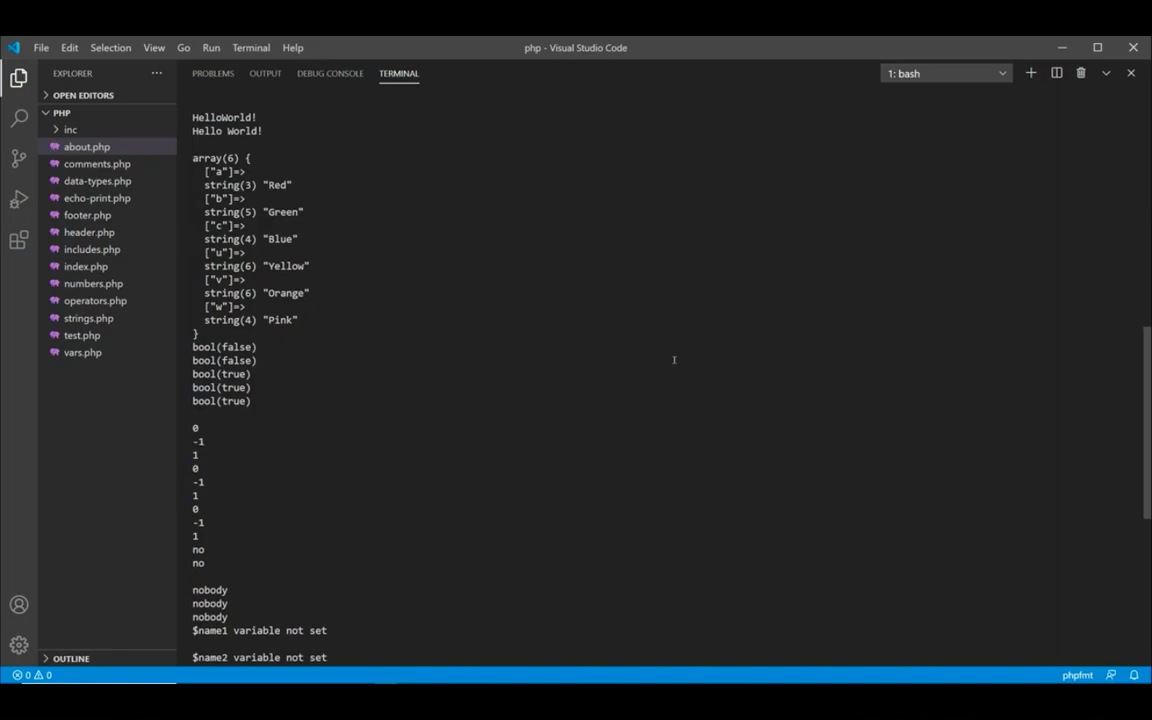 File Edit Selection View Go Run Terminal Help
php - Visual Studio Code
EXPLORER
PROBLEMS OUTPUT DEBUG CONSOLE TERMINAL
1: bash
OPEN EDITORS
PHP
inc
about.php
comments.php
data-types.php
echo-print.php
footer.php
header.php
includes.php
index.php
numbers.php
operators.php
strings.php
test.php
vars.php
OUTLINE
HelloWorld!
Hello World!
array(6) {
["a"]=>
string(3) "Red"
["b"]=>
string(5) "Green"
["c"]=>
string(4) "Blue"
["u"]=>
string(6) "Yellow"
["v"]=>
string(6) "Orange"
["w"]=>
string(4) "Pink"
}
bool(false)
bool(false)
bool(true)
bool(true)
bool(true)
0
-1
1
0
-1
1
0
-1
1
no
no
nobody
nobody
nobody
$name1 variable not set
$name2 variable not set
0 0
phpfmt